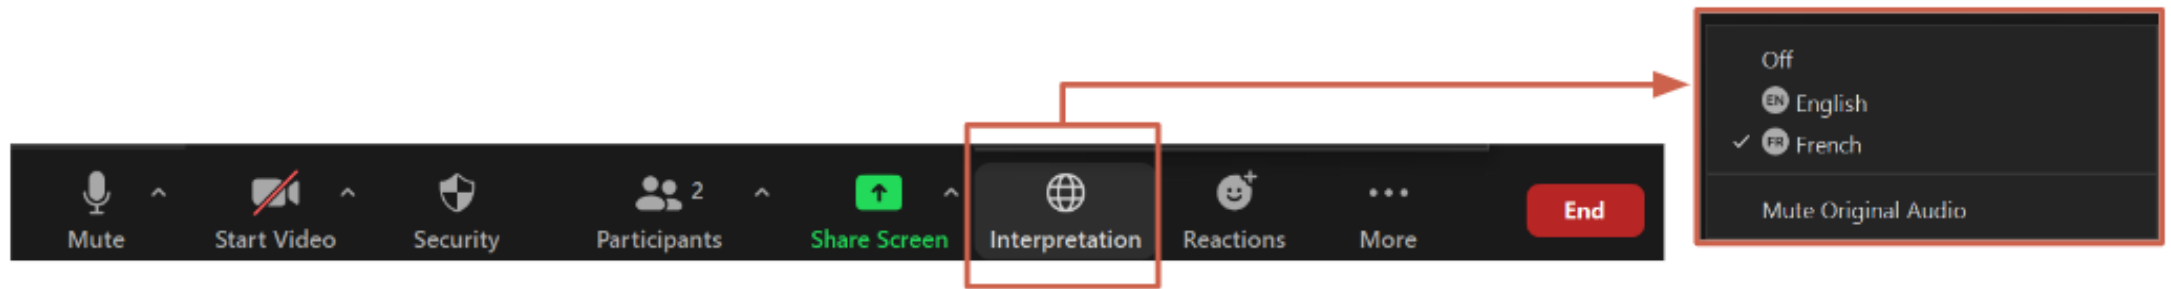 Off
EN English
FR French
Mute Original Audio
2
Mute Start Video Security Participants Share Screen Interpretation Reactions More End